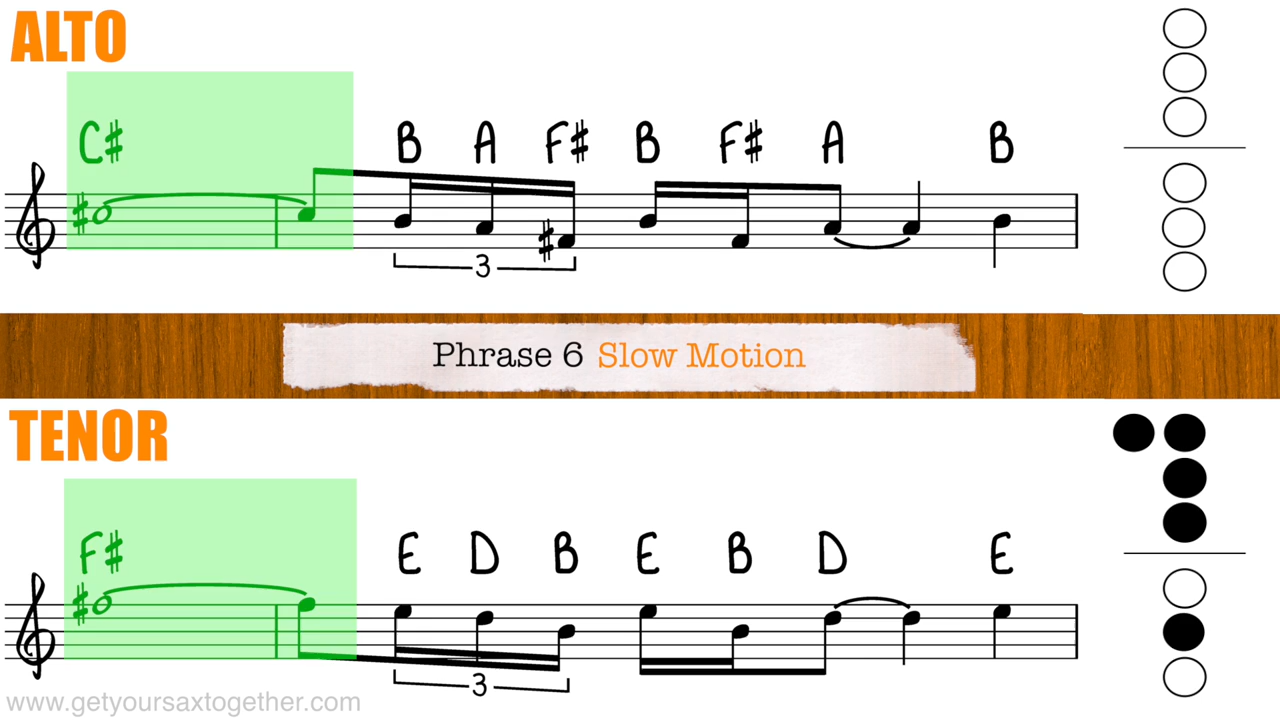 ALTO
C♯ B A F♯ B F♯ A B
3
Phrase 6 Slow Motion
TENOR
F♯ E D B E B D E
3
www.getyoursaxtogether.com